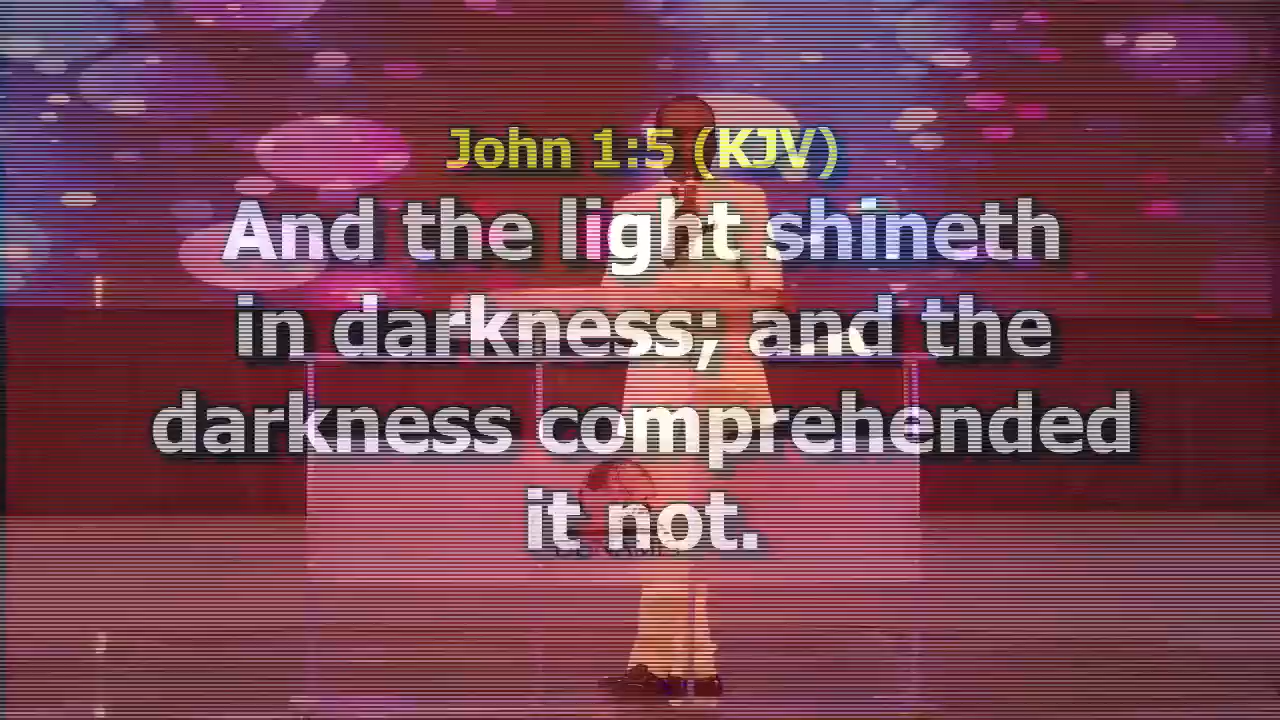 John 1:5 (KJV)
And the light shineth
in darkness; and the
darkness comprehended
it not.